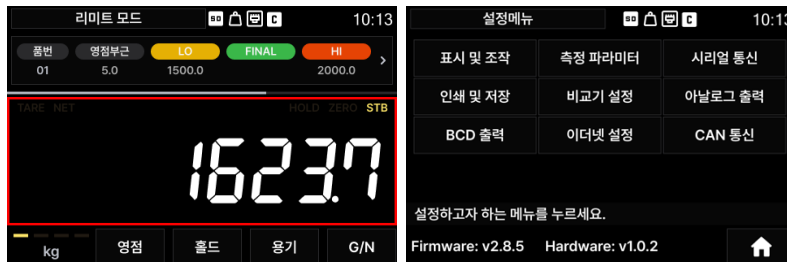 리미트 모드 SD C 10:13
품번 영점부근 LO FINAL HI
01 5.0 1500.0 2000.0
TARE NET HOLD ZERO STB
1623.7
kg 영점 홀드 용기 G/N
설정메뉴 SD C 10:13
표시 및 조작 측정 파라미터 시리얼 통신
인쇄 및 저장 비교기 설정 아날로그 출력
BCD 출력 이더넷 설정 CAN 통신
설정하고자 하는 메뉴를 누르세요.
Firmware: v2.8.5 Hardware: v1.0.2